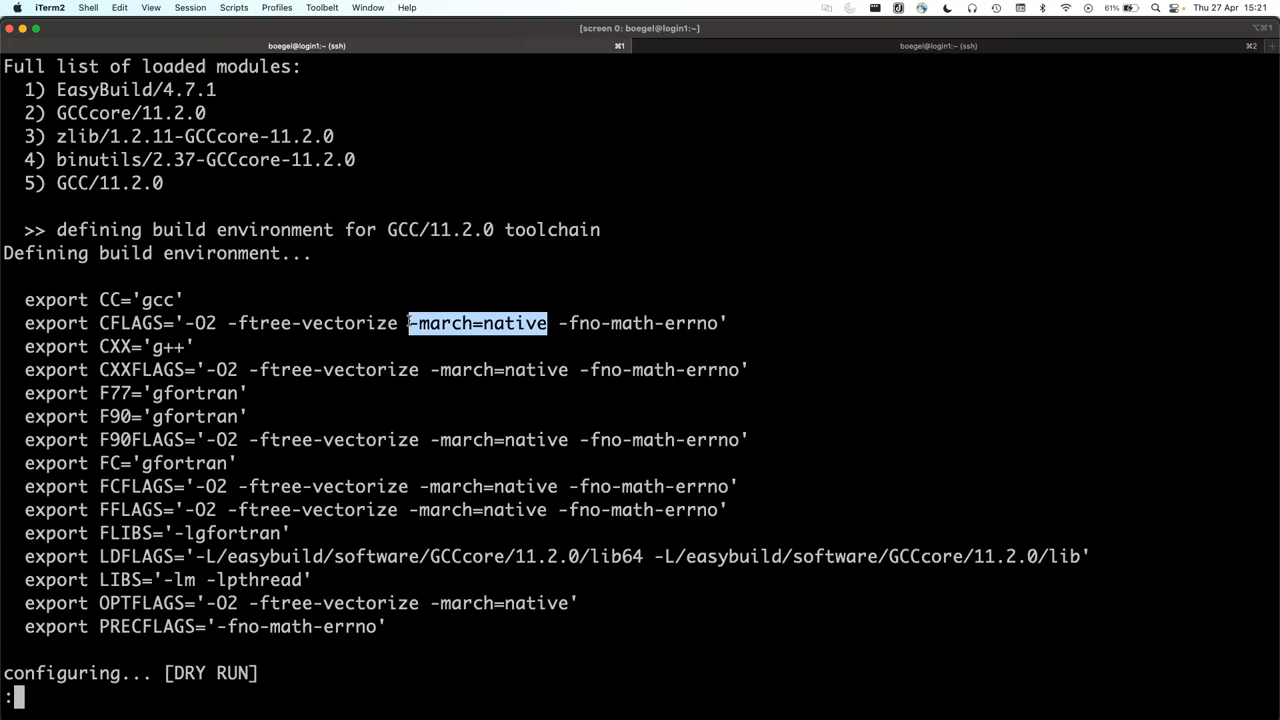 iTerm2 Shell Edit View Session Scripts Profiles Toolbelt Window Help 61% Thu 27 Apr 15:21
[screen 0: boegel@login1:~ (ssh) ⌥⌘1
boegel@login1:~ (ssh) ⌘1 boegel@login1:~ (ssh) ⌘2 +
Full list of loaded modules:
1) EasyBuild/4.7.1
2) GCCcore/11.2.0
3) zlib/1.2.11-GCCcore-11.2.0
4) binutils/2.37-GCCcore-11.2.0
5) GCC/11.2.0
>> defining build environment for GCC/11.2.0 toolchain
Defining build environment...
export CC='gcc'
export CFLAGS='-O2 -ftree-vectorize -march=native -fno-math-errno'
export CXX='g++'
export CXXFLAGS='-O2 -ftree-vectorize -march=native -fno-math-errno'
export F77='gfortran'
export F90='gfortran'
export F90FLAGS='-O2 -ftree-vectorize -march=native -fno-math-errno'
export FC='gfortran'
export FCFLAGS='-O2 -ftree-vectorize -march=native -fno-math-errno'
export FFLAGS='-O2 -ftree-vectorize -march=native -fno-math-errno'
export FLIBS='-lgfortran'
export LDFLAGS='-L/easybuild/software/GCCcore/11.2.0/lib64 -L/easybuild/software/GCCcore/11.2.0/lib'
export LIBS='-lm -lpthread'
export OPTFLAGS='-O2 -ftree-vectorize -march=native'
export PRECFLAGS='-fno-math-errno'
configuring... [DRY RUN]
: